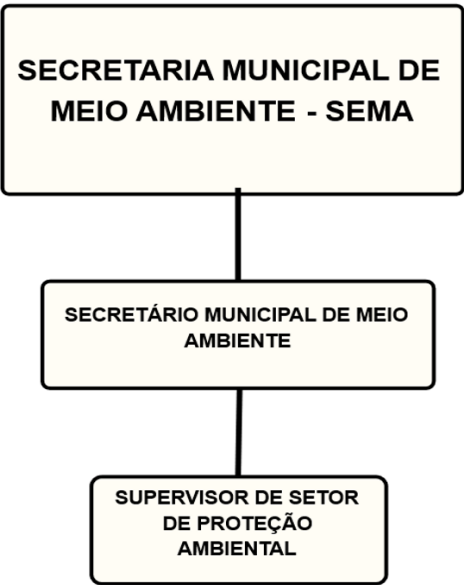 SECRETARIA MUNICIPAL DE
MEIO AMBIENTE - SEMA
SECRETÁRIO MUNICIPAL DE MEIO
AMBIENTE
SUPERVISOR DE SETOR
DE PROTEÇÃO
AMBIENTAL